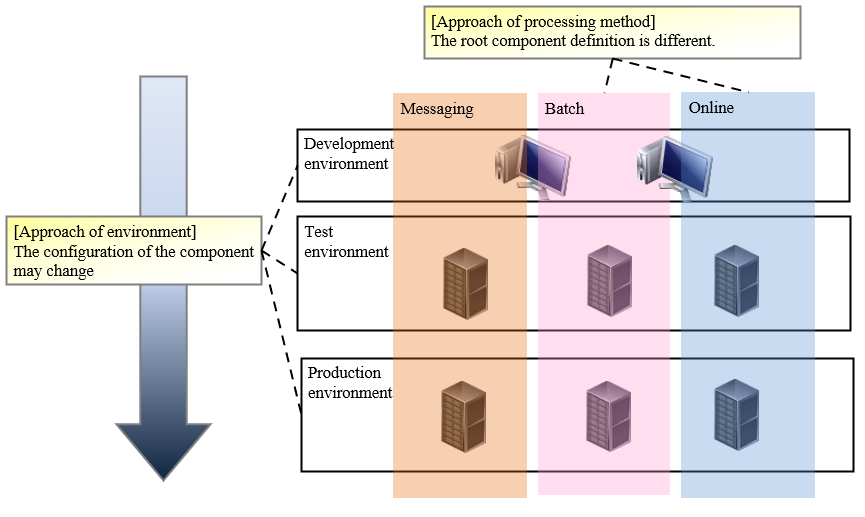 [Approach of processing method]
The root component definition is different.
Messaging
Batch
Online
Development
environment
[Approach of environment]
The configuration of the component
may change
Test
environment
Production
environment